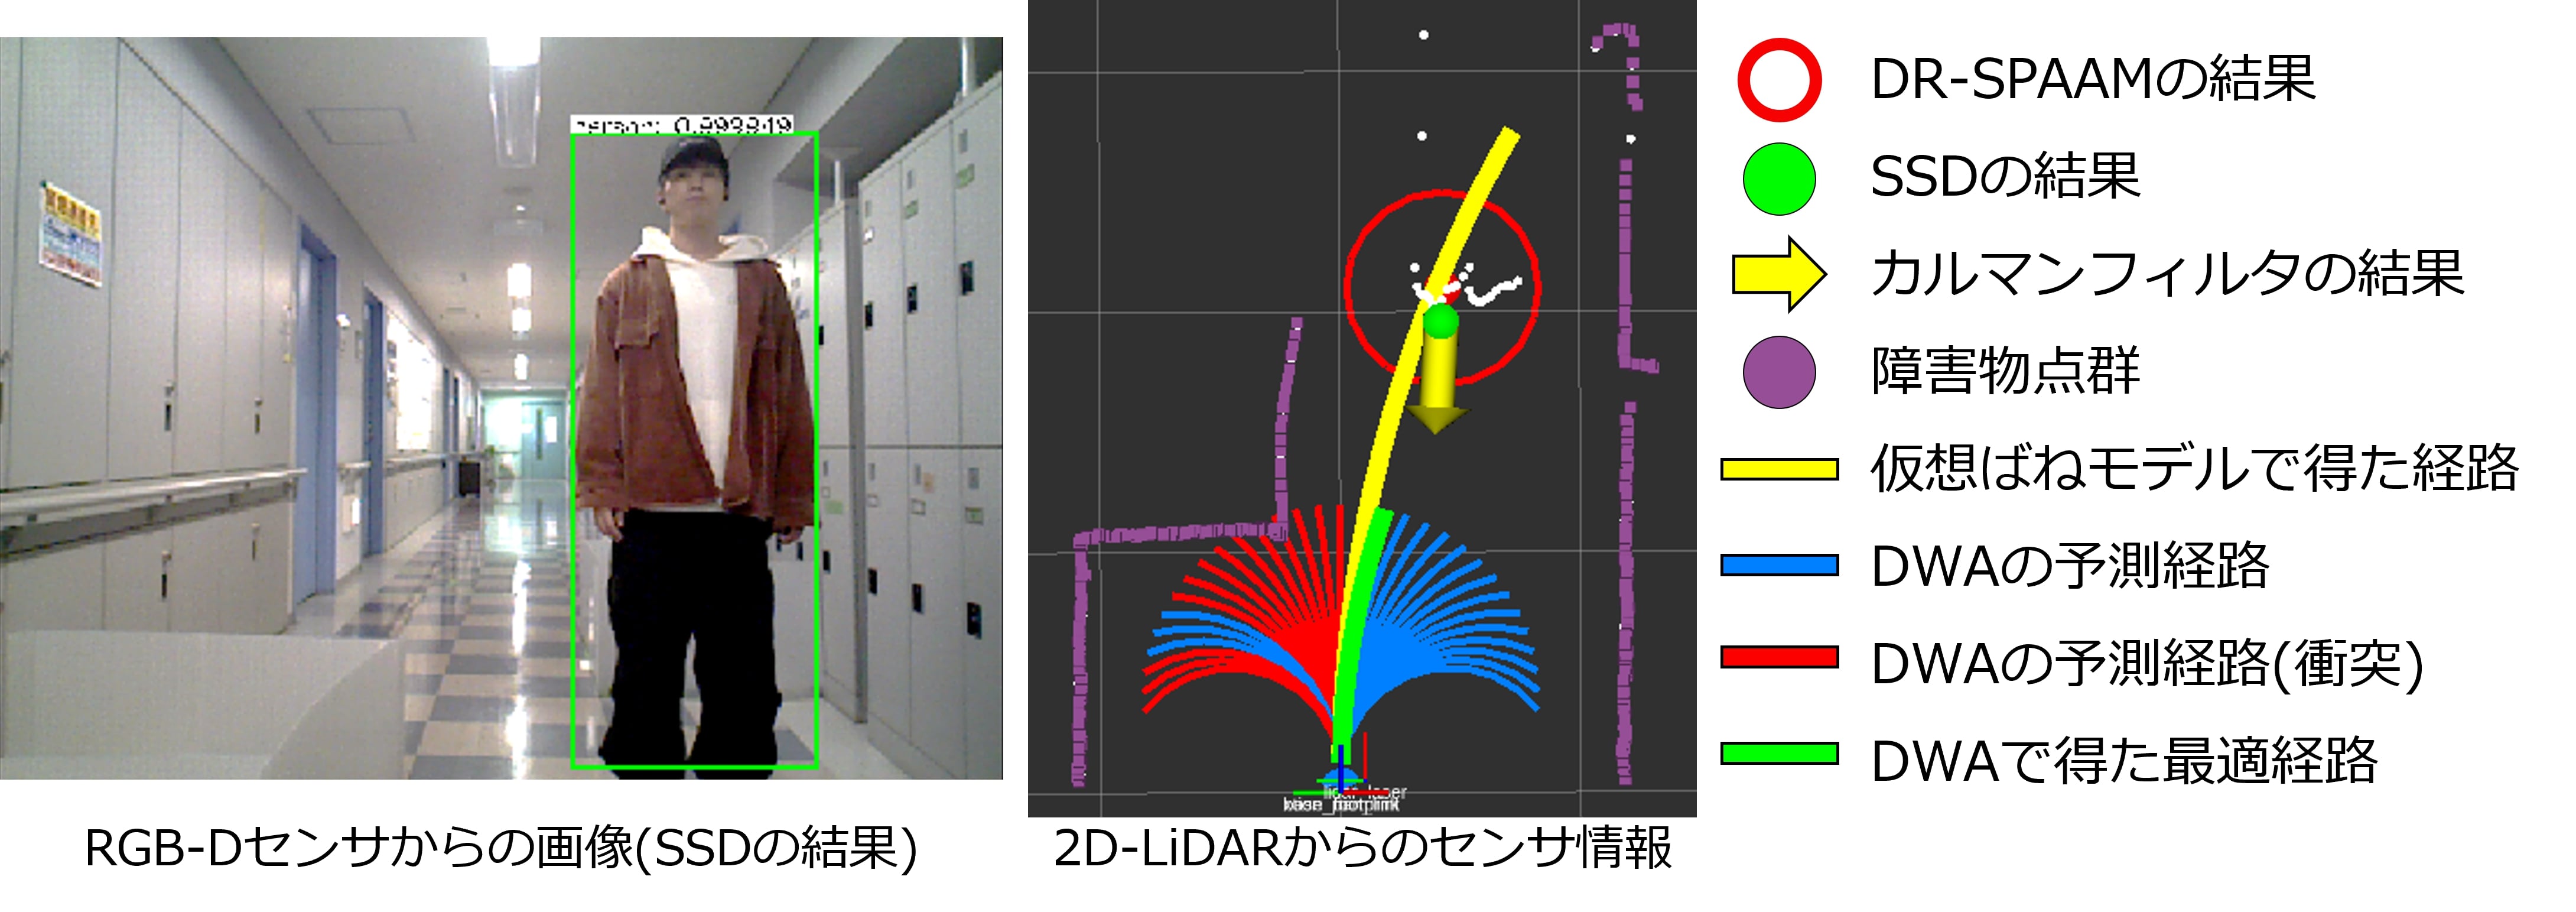 DR-SPAAMの結果
SSDの結果
カルマンフィルタの結果
障害物点群
仮想ばねモデルで得た経路
DWAの予測経路
DWAの予測経路(衝突)
DWAで得た最適経路
RGB-Dセンサからの画像(SSDの結果)
2D-LiDARからのセンサ情報